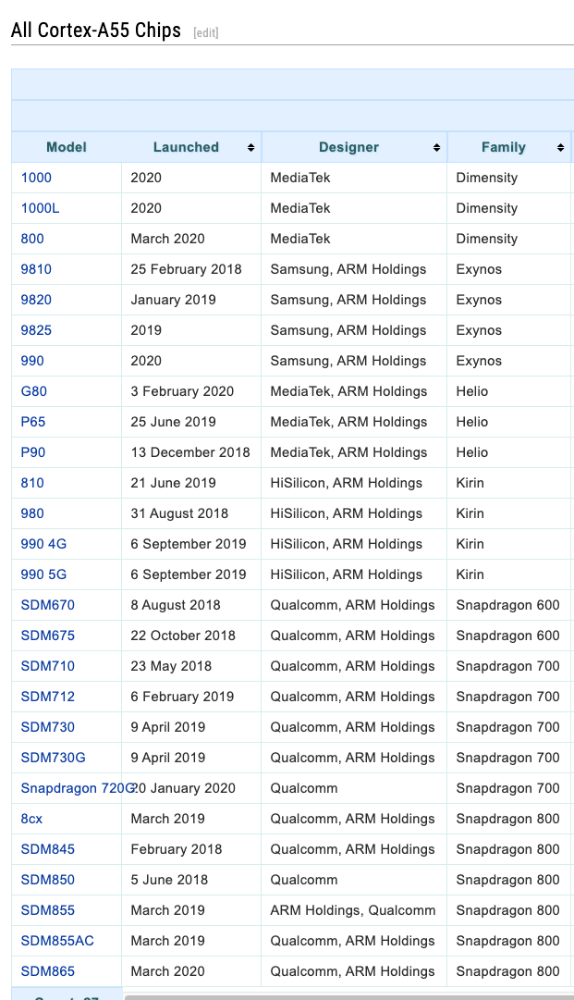 All Cortex-A55 Chips [edit]
Model Launched Designer Family
1000 2020 MediaTek Dimensity
1000L 2020 MediaTek Dimensity
800 March 2020 MediaTek Dimensity
9810 25 February 2018 Samsung, ARM Holdings Exynos
9820 January 2019 Samsung, ARM Holdings Exynos
9825 2019 Samsung, ARM Holdings Exynos
990 2020 Samsung, ARM Holdings Exynos
G80 3 February 2020 MediaTek, ARM Holdings Helio
P65 25 June 2019 MediaTek, ARM Holdings Helio
P90 13 December 2018 MediaTek, ARM Holdings Helio
810 21 June 2019 HiSilicon, ARM Holdings Kirin
980 31 August 2018 HiSilicon, ARM Holdings Kirin
990 4G 6 September 2019 HiSilicon, ARM Holdings Kirin
990 5G 6 September 2019 HiSilicon, ARM Holdings Kirin
SDM670 8 August 2018 Qualcomm, ARM Holdings Snapdragon 600
SDM675 22 October 2018 Qualcomm, ARM Holdings Snapdragon 600
SDM710 23 May 2018 Qualcomm, ARM Holdings Snapdragon 700
SDM712 6 February 2019 Qualcomm, ARM Holdings Snapdragon 700
SDM730 9 April 2019 Qualcomm, ARM Holdings Snapdragon 700
SDM730G 9 April 2019 Qualcomm, ARM Holdings Snapdragon 700
Snapdragon 720G 20 January 2020 Qualcomm Snapdragon 700
8cx March 2019 Qualcomm, ARM Holdings Snapdragon 800
SDM845 February 2018 Qualcomm, ARM Holdings Snapdragon 800
SDM850 5 June 2018 Qualcomm Snapdragon 800
SDM855 March 2019 ARM Holdings, Qualcomm Snapdragon 800
SDM855AC March 2019 Qualcomm, ARM Holdings Snapdragon 800
SDM865 March 2020 Qualcomm, ARM Holdings Snapdragon 800